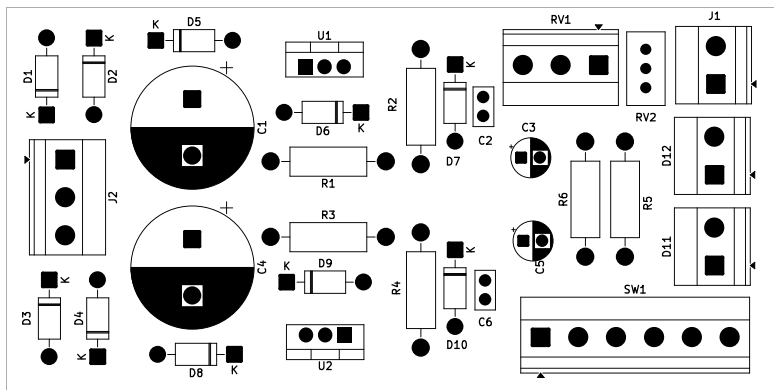 K
D5
U1
RV1
J1
K
K
D1
D2
R2
D7
C2
RV2
C3
D12
K
C1
D6
K
R1
J2
R6
R5
R3
D11
C4
D9
K
K
R4
C5
K
K
D3
D4
K
D8
K
U2
D10
C6
SW1